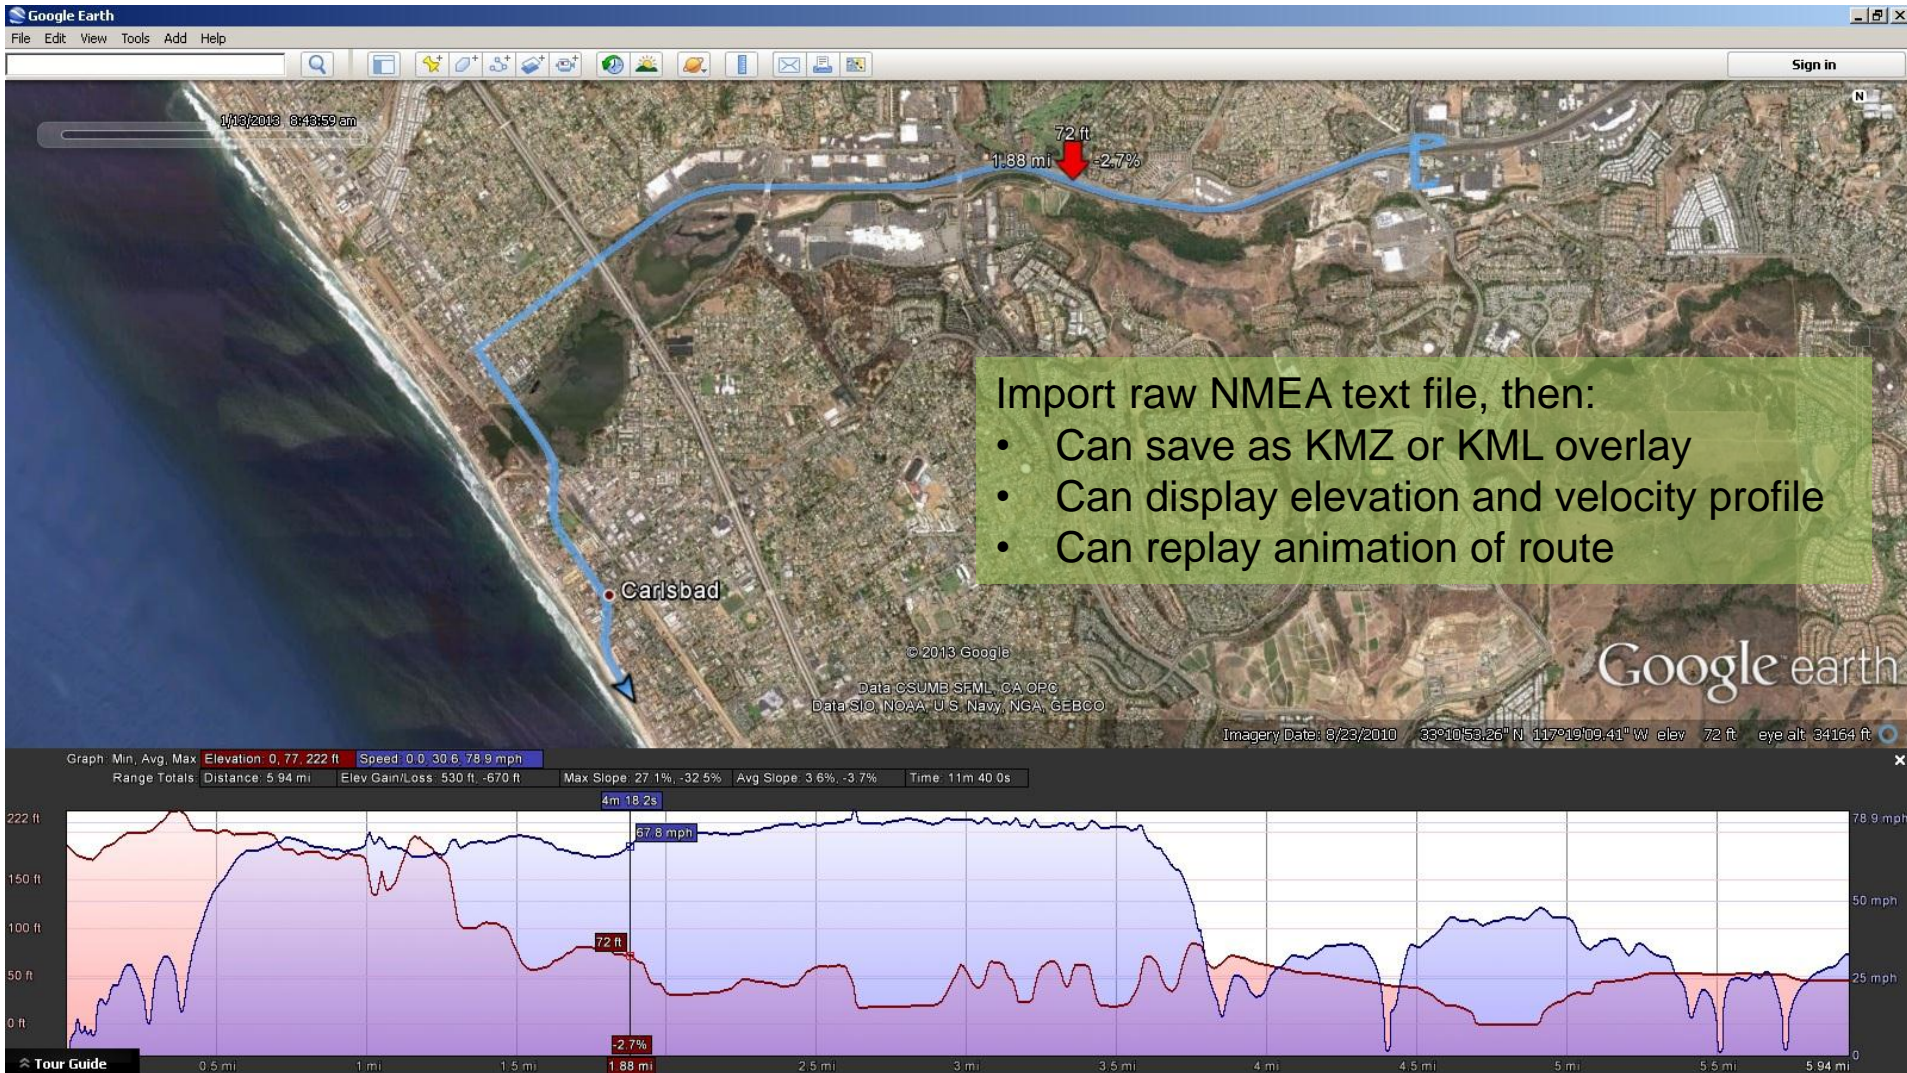 Google Earth
File Edit View Tools Add Help
Sign in
1/13/2013 8:43:59 am
N
72 ft
1.88 mi -2.7%
Import raw NMEA text file, then:
• Can save as KMZ or KML overlay
• Can display elevation and velocity profile
• Can replay animation of route
Carlsbad
© 2013 Google
Data CSUMB SFML, CA OPC
Data SIO, NOAA, U.S. Navy, NGA, GEBCO
Google earth
Imagery Date: 8/23/2010 33°10'53.26" N 117°19'09.41" W elev 72 ft eye alt 34164 ft
Graph: Min, Avg, Max Elevation: 0, 77, 222 ft Speed: 0.0, 30.6, 78.9 mph
Range Totals: Distance: 5.94 mi Elev Gain/Loss: 530 ft, -670 ft Max Slope: 27.1%, -32.5% Avg Slope: 3.6%, -3.7% Time: 11m 40.0s
4m 18.2s
222 ft
78.9 mph
67.8 mph
150 ft
50 mph
100 ft
72 ft
50 ft
25 mph
0 ft
-2.7%
0
Tour Guide
0.5 mi 1 mi 1.5 mi 1.88 mi 2.5 mi 3 mi 3.5 mi 4 mi 4.5 mi 5 mi 5.5 mi 5.94 mi